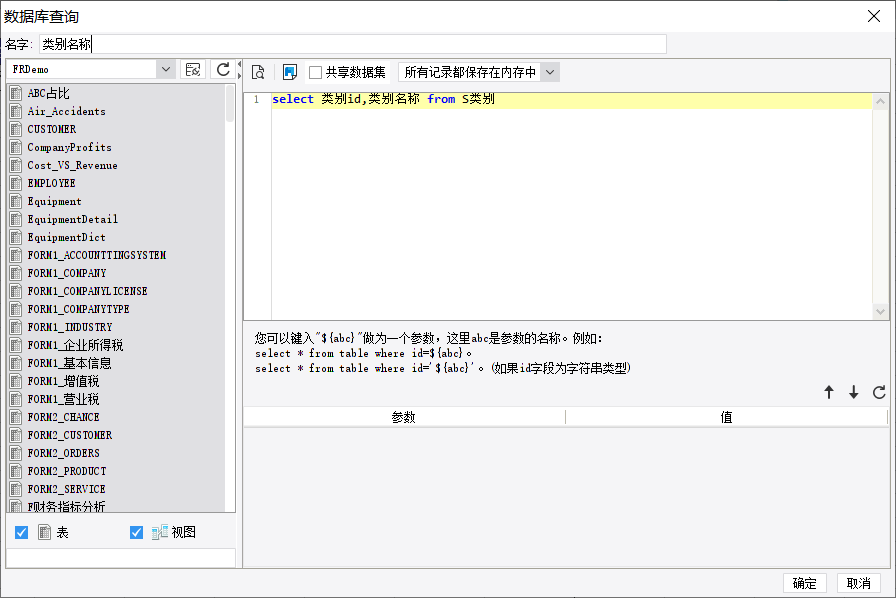 数据库查询
名字: 类别名称
FRDemo
共享数据集
所有记录都保存在内存中
ABC占比
Air_Accidents
CUSTOMER
CompanyProfits
Cost_VS_Revenue
EMPLOYEE
Equipment
EquipmentDetail
EquipmentDict
FORM1_ACCOUNTTINGSYSTEM
FORM1_COMPANY
FORM1_COMPANYLICENSE
FORM1_COMPANYTYPE
FORM1_INDUSTRY
FORM1_企业所得税
FORM1_基本信息
FORM1_增值税
FORM1_营业税
FORM2_CHANCE
FORM2_CUSTOMER
FORM2_ORDERS
FORM2_PRODUCT
FORM2_SERVICE
F财务指标分析
表
视图
1 select 类别id,类别名称 from S类别
您可以键入"${abc}"做为一个参数，这里abc是参数的名称。例如：
select * from table where id=${abc}。
select * from table where id='${abc}'。(如果id字段为字符串类型)
参数
值
确定
取消